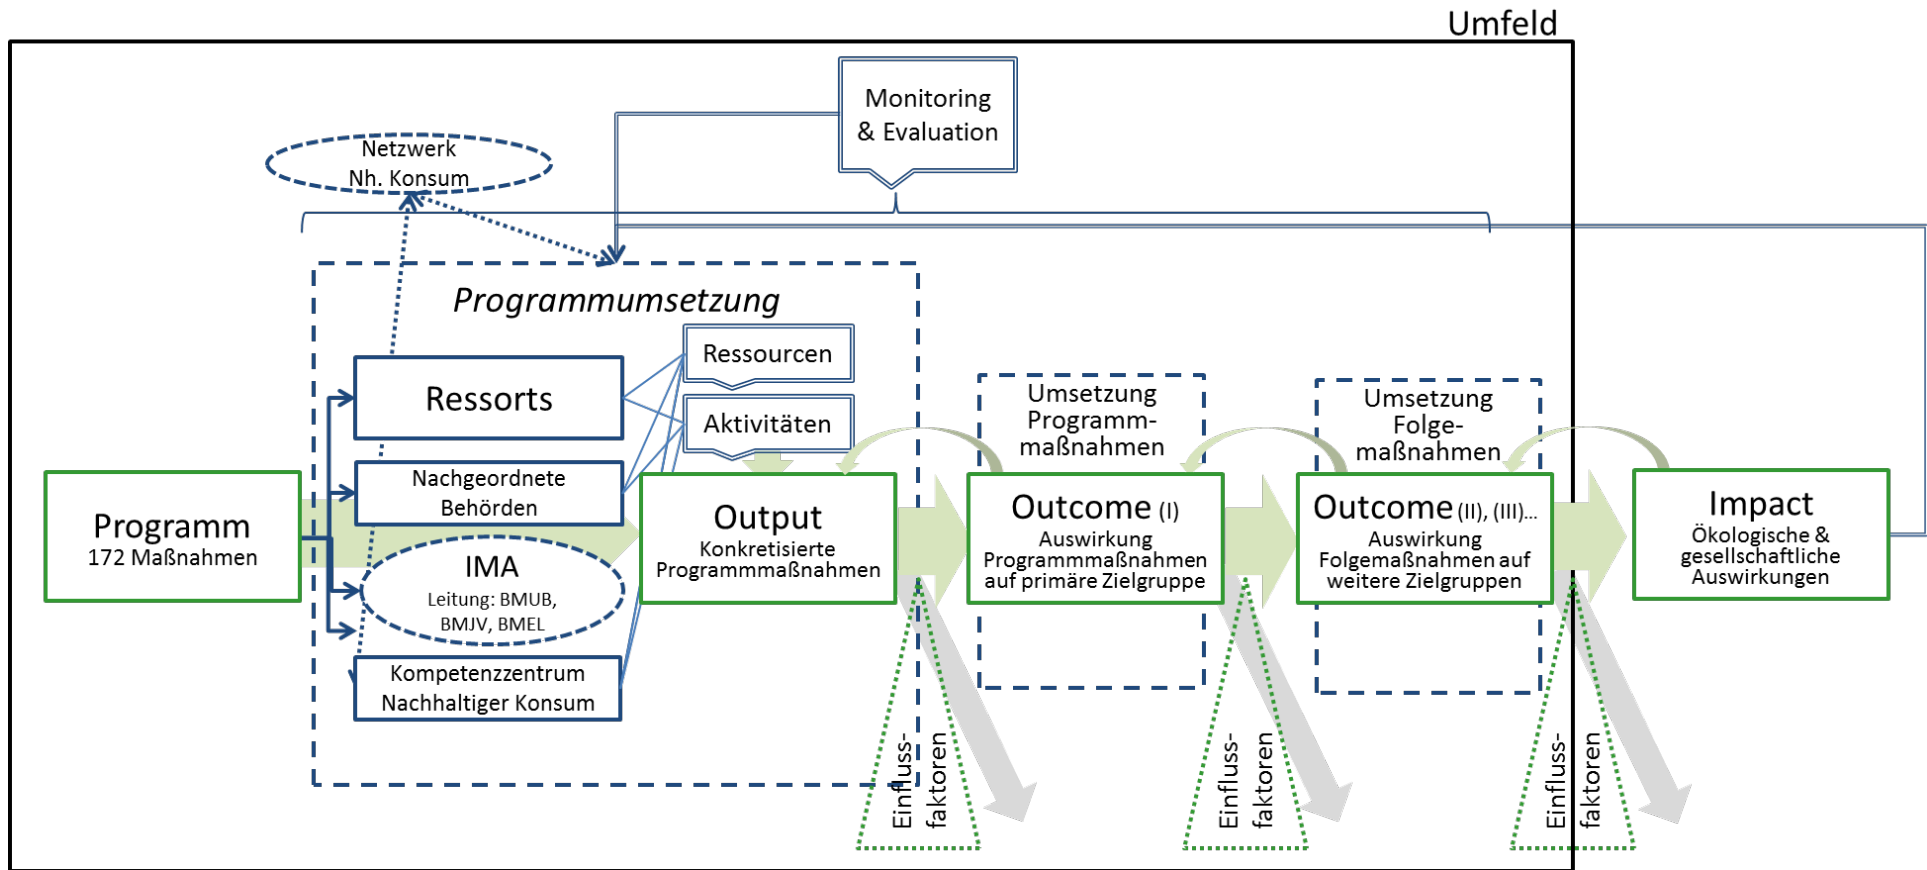 Umfeld
Monitoring
& Evaluation
Netzwerk
Nh. Konsum
Programmumsetzung
Ressourcen
Ressorts
Aktivitäten
Nachgeordnete
Behörden
IMA
Leitung: BMUB,
BMJV, BMEL
Kompetenzzentrum
Nachhaltiger Konsum
Programm
172 Maßnahmen
Output
Konkretisierte
Programmmaßnahmen
Umsetzung
Programm-
maßnahmen
Outcome (I)
Auswirkung
Programmmaßnahmen
auf primäre Zielgruppe
Umsetzung
Folge-
maßnahmen
Outcome (II), (III)...
Auswirkung
Folgemaßnahmen auf
weitere Zielgruppen
Impact
Ökologische &
gesellschaftliche
Auswirkungen
Einfluss-
faktoren
Einfluss-
faktoren
Einfluss-
faktoren